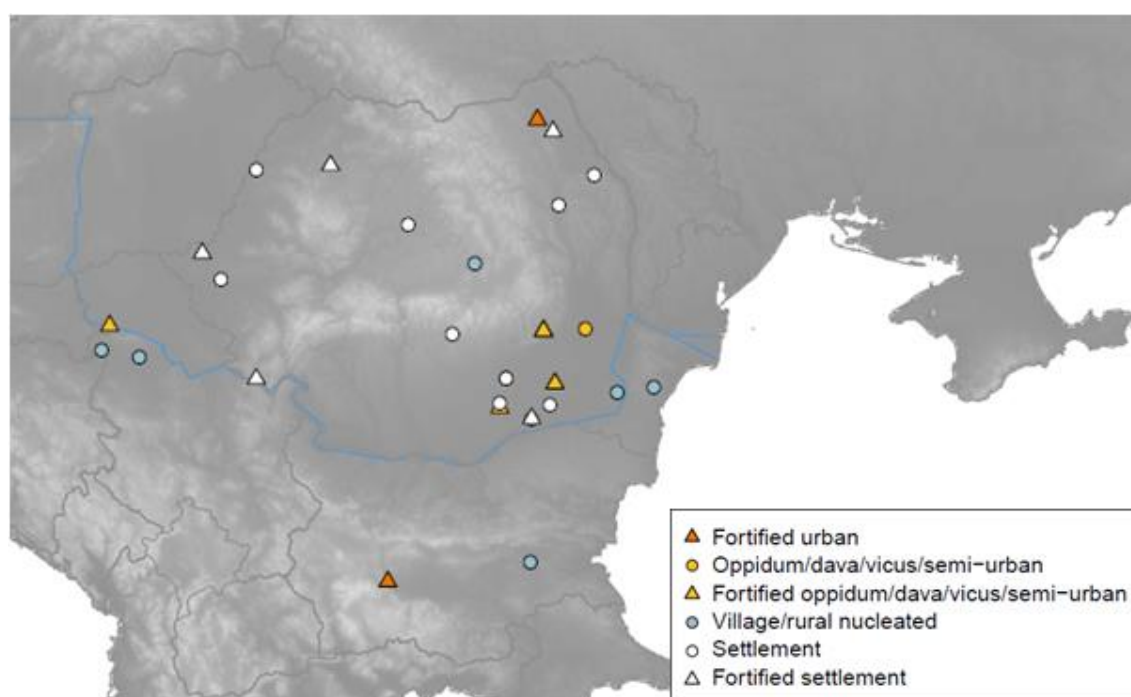 Fortified urban
Oppidum/dava/vicus/semi−urban
Fortified oppidum/dava/vicus/semi−urban
Village/rural nucleated
Settlement
Fortified settlement